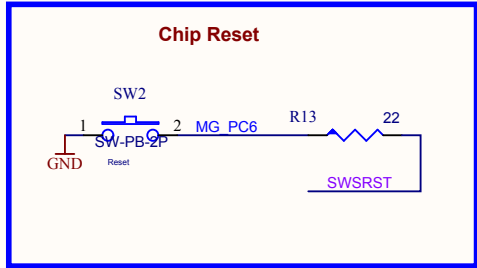 Chip Reset
SW2
1
2
MG_PC6
R13
22
SW-PB-2P
GND
Reset
SWSRST